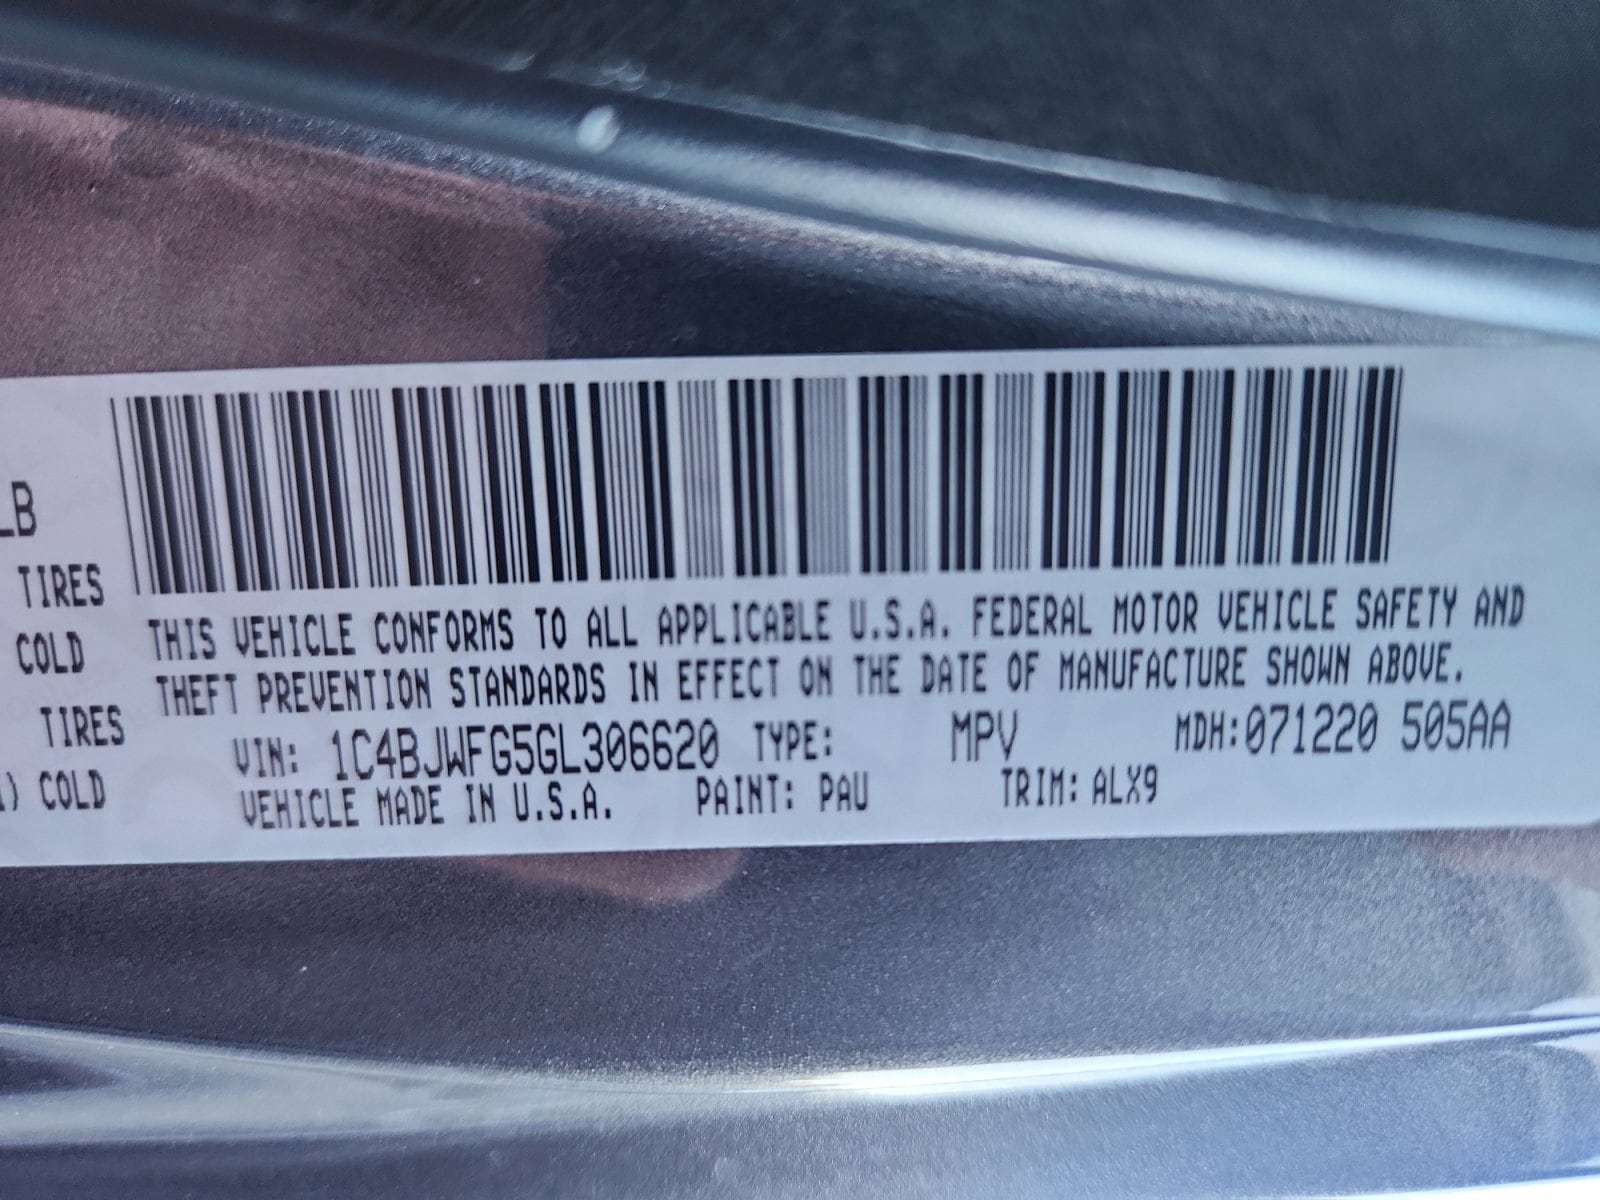 LB
TIRES
COLD
THIS VEHICLE CONFORMS TO ALL APPLICABLE U.S.A. FEDERAL MOTOR VEHICLE SAFETY AND
THEFT PREVENTION STANDARDS IN EFFECT ON THE DATE OF MANUFACTURE SHOWN ABOVE.
TIRES
VIN: 1C4BJWFG5GL306620 TYPE: MPV MDH:071220 505AA
) COLD
VEHICLE MADE IN U.S.A. PAINT: PAU TRIM: ALX9